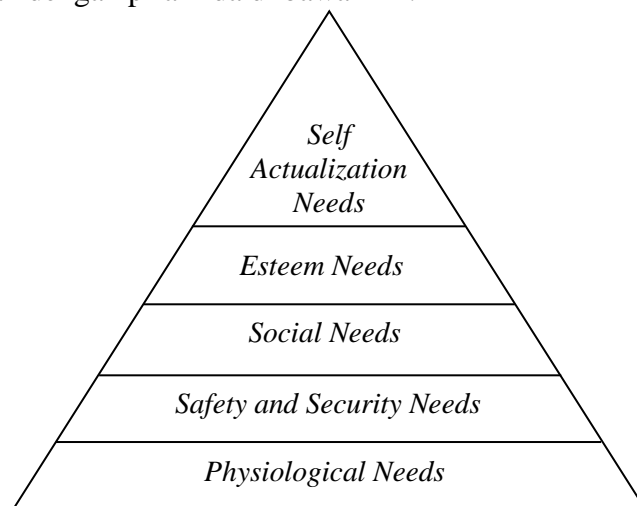 Self
Actualization
Needs
Esteem Needs
Social Needs
Safety and Security Needs
Physiological Needs